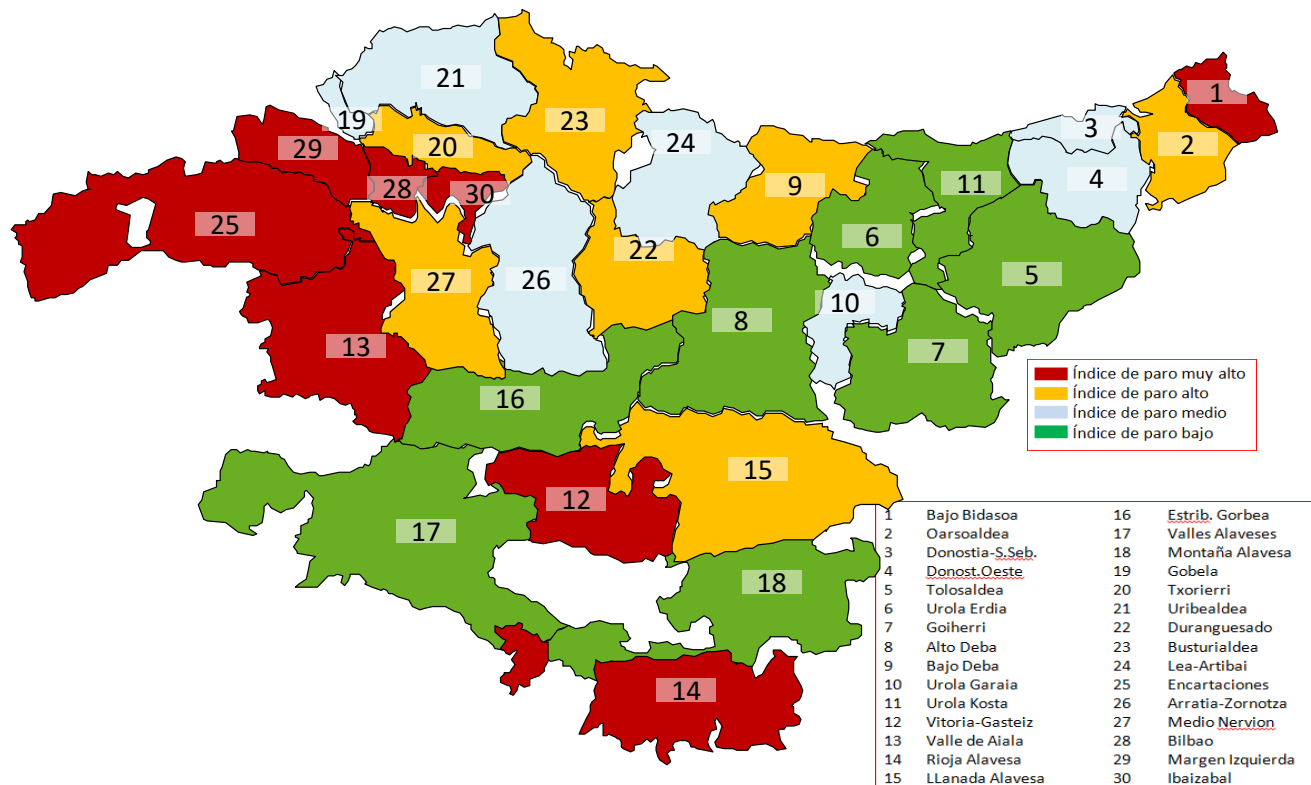 21
23
1
19
3
20
24
2
29
9
11
4
28
30
6
25
22
5
27
26
10
8
7
13
16
15
12
17
18
14
Índice de paro muy alto
Índice de paro alto
Índice de paro medio
Índice de paro bajo
1 Bajo Bidasoa 16 Estrib. Gorbea
2 Oarsoaldea 17 Valles Alaveses
3 Donostia-S.Seb. 18 Montaña Alavesa
4 Donost.Oeste 19 Gobela
5 Tolosaldea 20 Txorierri
6 Urola Erdia 21 Uribealdea
7 Goiherri 22 Duranguesado
8 Alto Deba 23 Busturialdea
9 Bajo Deba 24 Lea-Artibai
10 Urola Garaia 25 Encartaciones
11 Urola Kosta 26 Arratia-Zornotza
12 Vitoria-Gasteiz 27 Medio Nervion
13 Valle de Aiala 28 Bilbao
14 Rioja Alavesa 29 Margen Izquierda
15 LLanada Alavesa 30 Ibaizabal